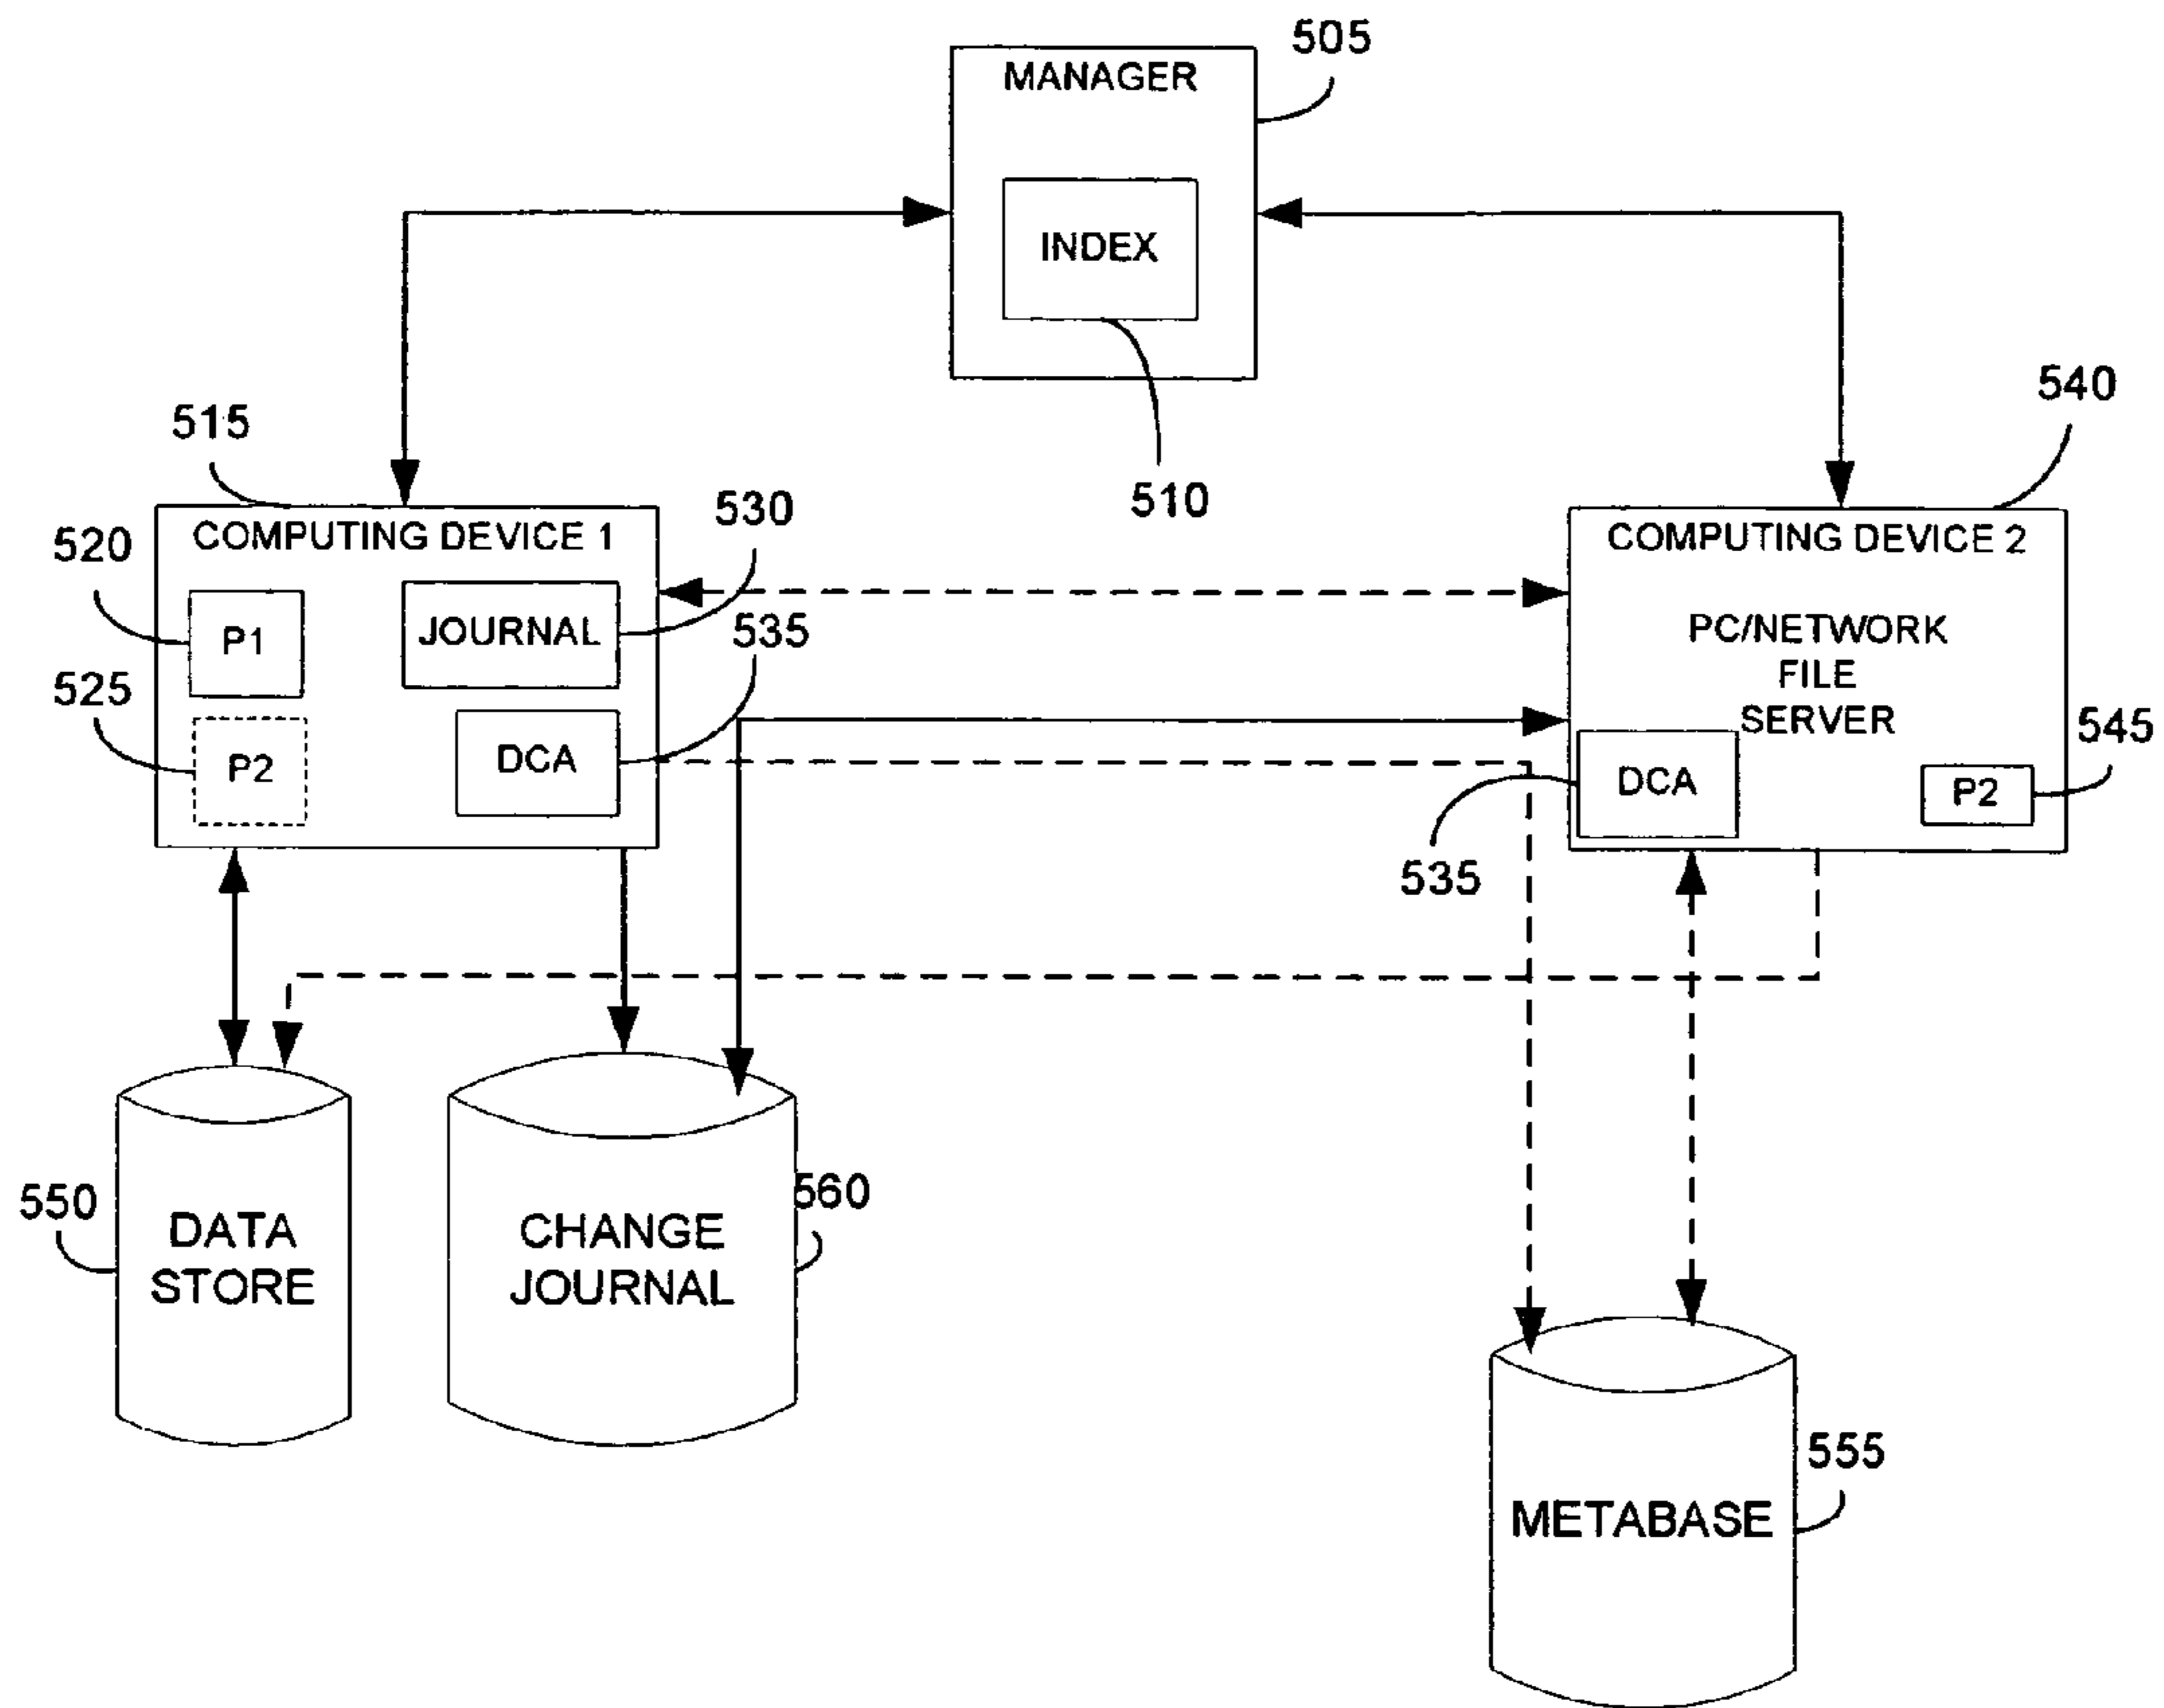 505
MANAGER
INDEX
510
515
COMPUTING DEVICE 1
520
P1
JOURNAL
530
525
P2
DCA
535
540
COMPUTING DEVICE 2
PC/NETWORK
FILE
SERVER
DCA
535
P2
545
550
DATA
STORE
560
CHANGE
JOURNAL
555
METABASE